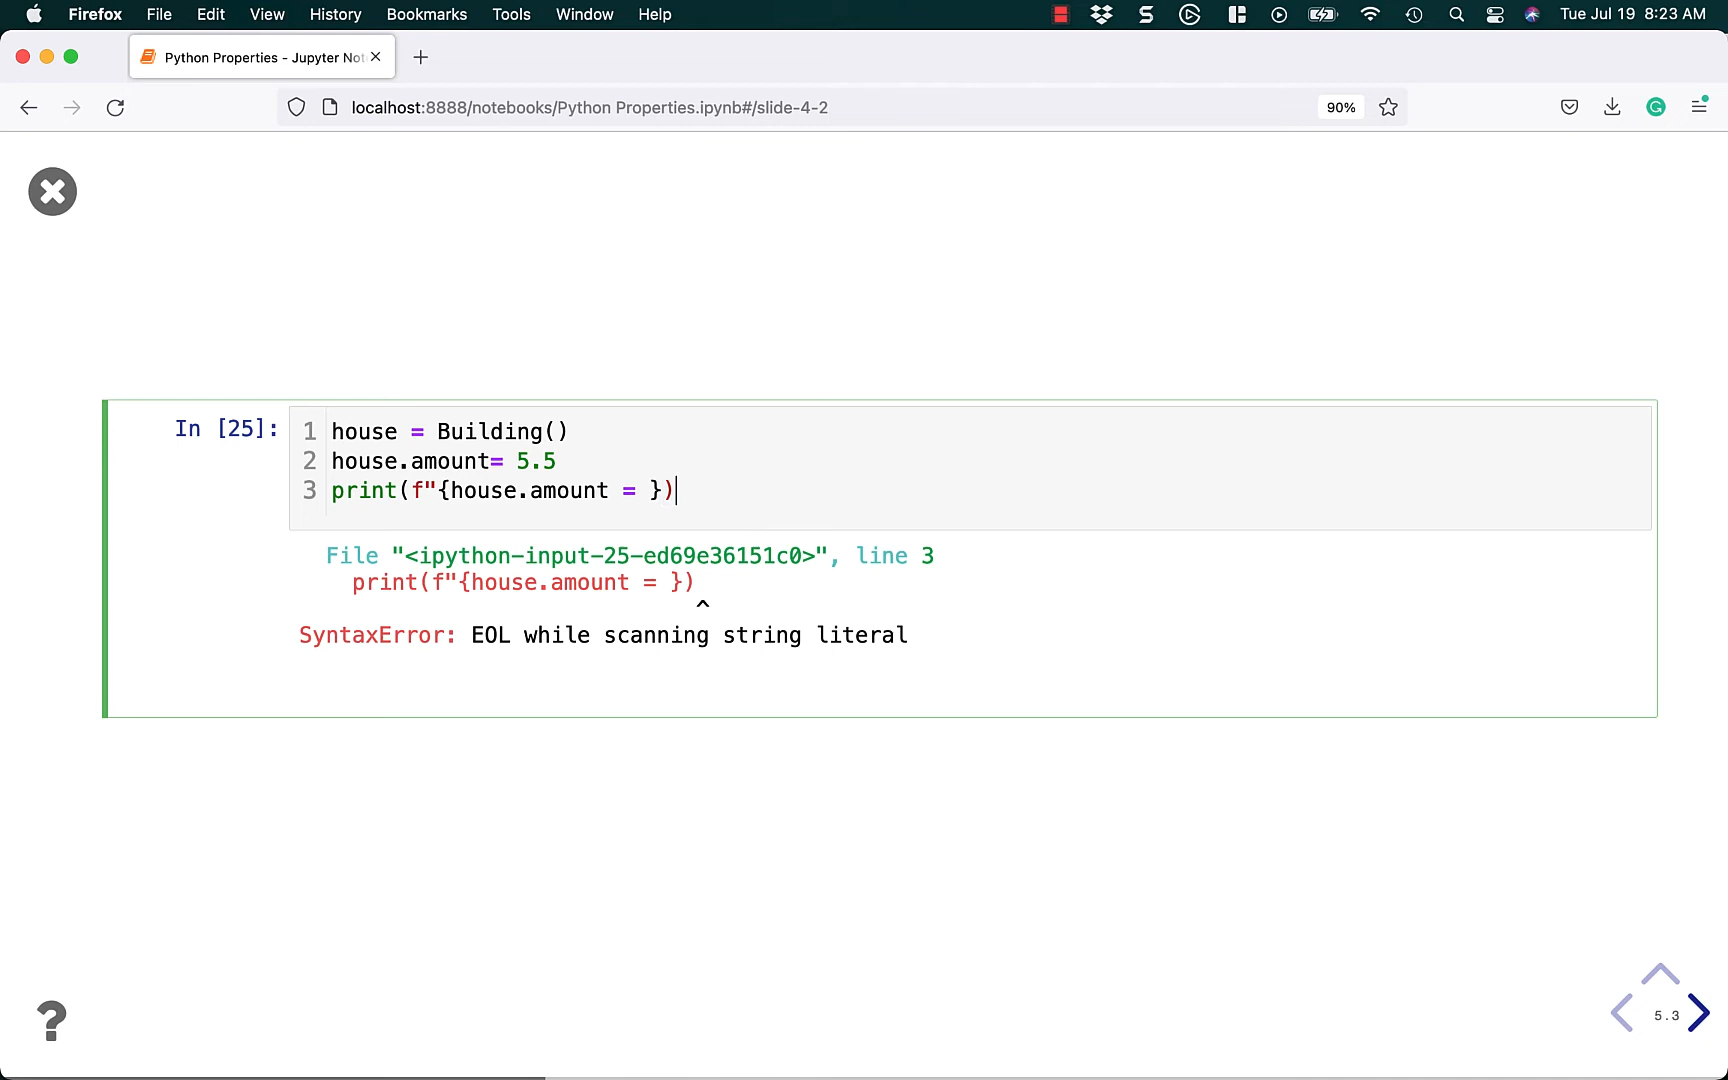 Firefox File Edit View History Bookmarks Tools Window Help Tue Jul 19 8:23 AM
Python Properties - Jupyter Not
localhost:8888/notebooks/Python Properties.ipynb#/slide-4-2 90%
In [25]:
1 house = Building()
2 house.amount= 5.5
3 print(f"{house.amount = })
File "<ipython-input-25-ed69e36151c0>", line 3
print(f"{house.amount = })
^
SyntaxError: EOL while scanning string literal
?
5.3